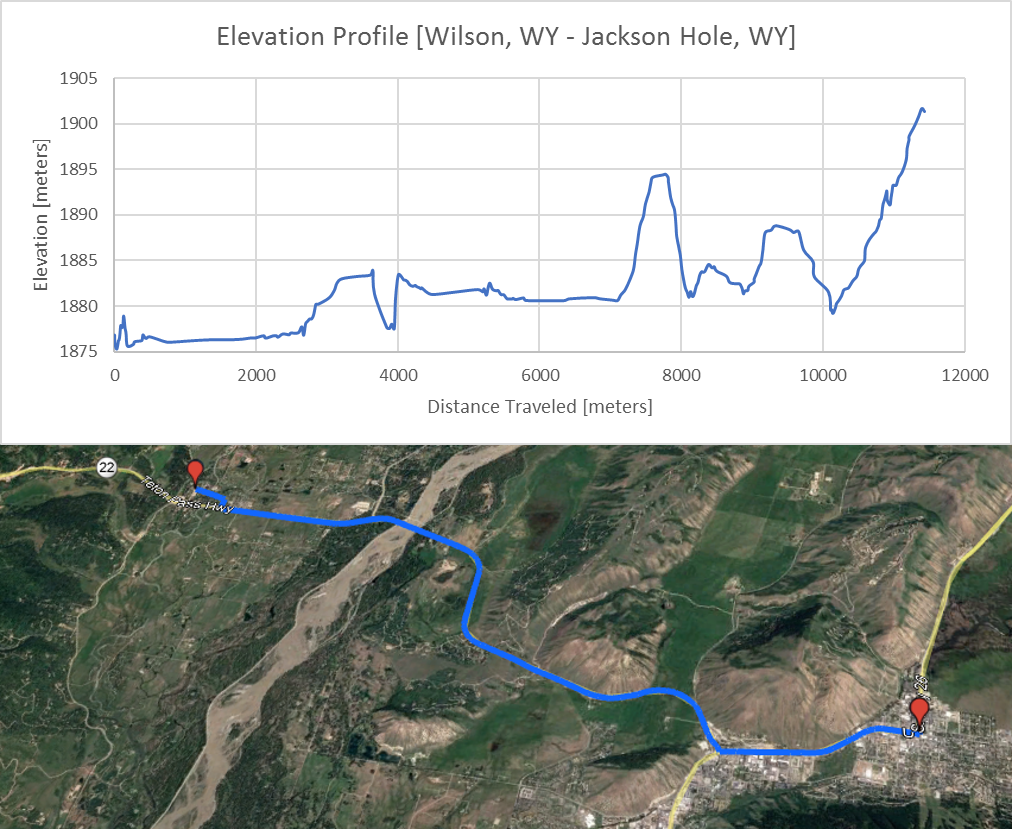 Elevation Profile [Wilson, WY - Jackson Hole, WY]
Elevation [meters]
1905
1900
1895
1890
1885
1880
1875
0 2000 4000 6000 8000 10000 12000
Distance Traveled [meters]
22
Teton Pass Hwy